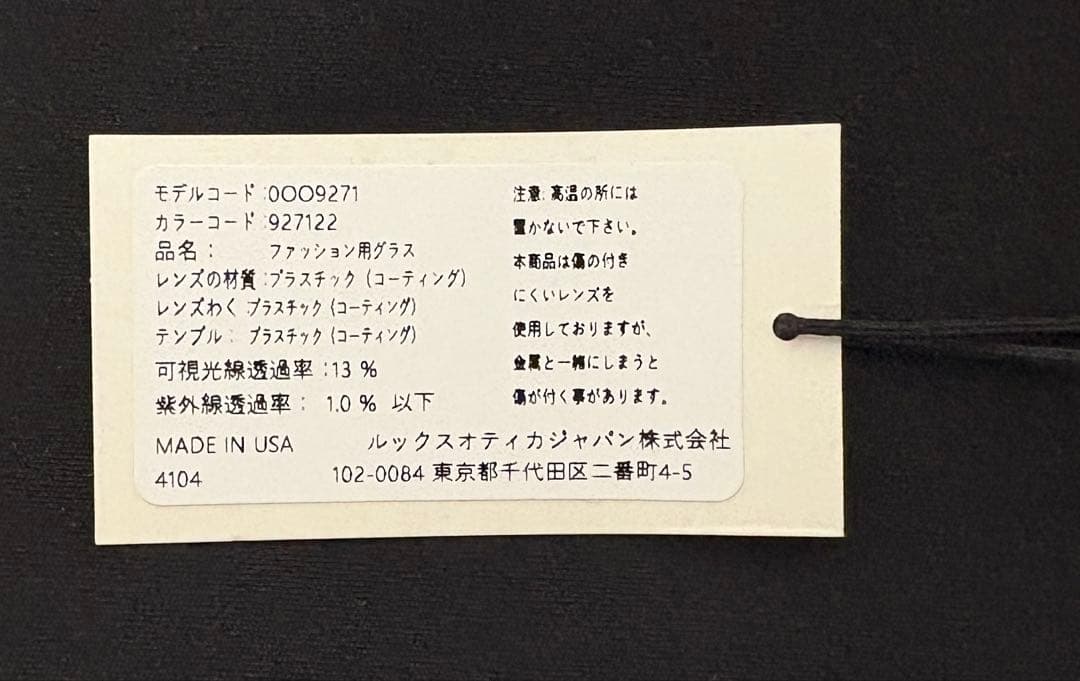 モデルコード :0OO9271
カラーコード :927122
品名： ファッション用グラス
レンズの材質 :プラスチック (コーティング)
レンズわく :プラスチック (コーティング)
テンプル： プラスチック (コーティング)
可視光線透過率 :13 %
紫外線透過率： 1.0 % 以下
MADE IN USA
4104
注意: 高温の所には
置かないで下さい。
本商品は傷の付き
にくいレンズを
使用しておりますが、
金属と一緒にしまうと
傷が付く事があります。
ルックスオティカジャパン株式会社
102-0084 東京都千代田区二番町4-5